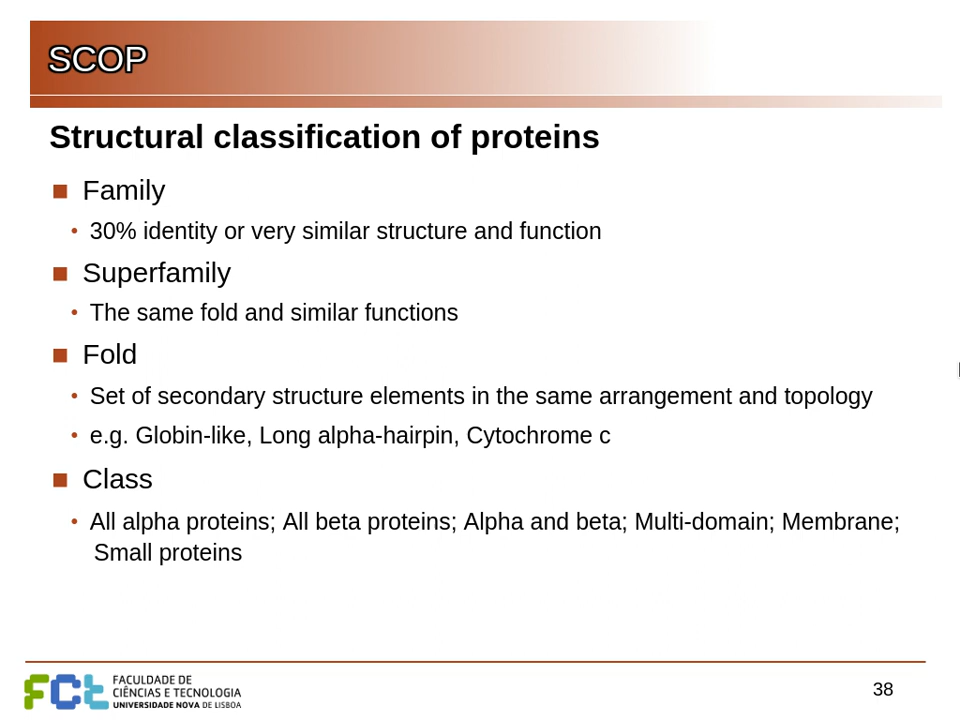 SCOP
Structural classification of proteins
Family
30% identity or very similar structure and function
Superfamily
The same fold and similar functions
Fold
Set of secondary structure elements in the same arrangement and topology
e.g. Globin-like, Long alpha-hairpin, Cytochrome c
Class
All alpha proteins; All beta proteins; Alpha and beta; Multi-domain; Membrane;
Small proteins
FCt
FACULDADE DE
CIÊNCIAS E TECNOLOGIA
UNIVERSIDADE NOVA DE LISBOA
38